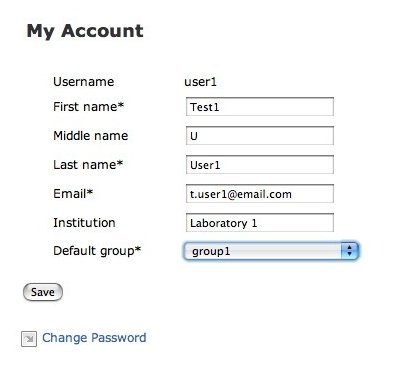 My Account
Username user1
First name* Test1
Middle name U
Last name* User1
Email* t.user1@email.com
Institution Laboratory 1
Default group* group1
Save
Change Password